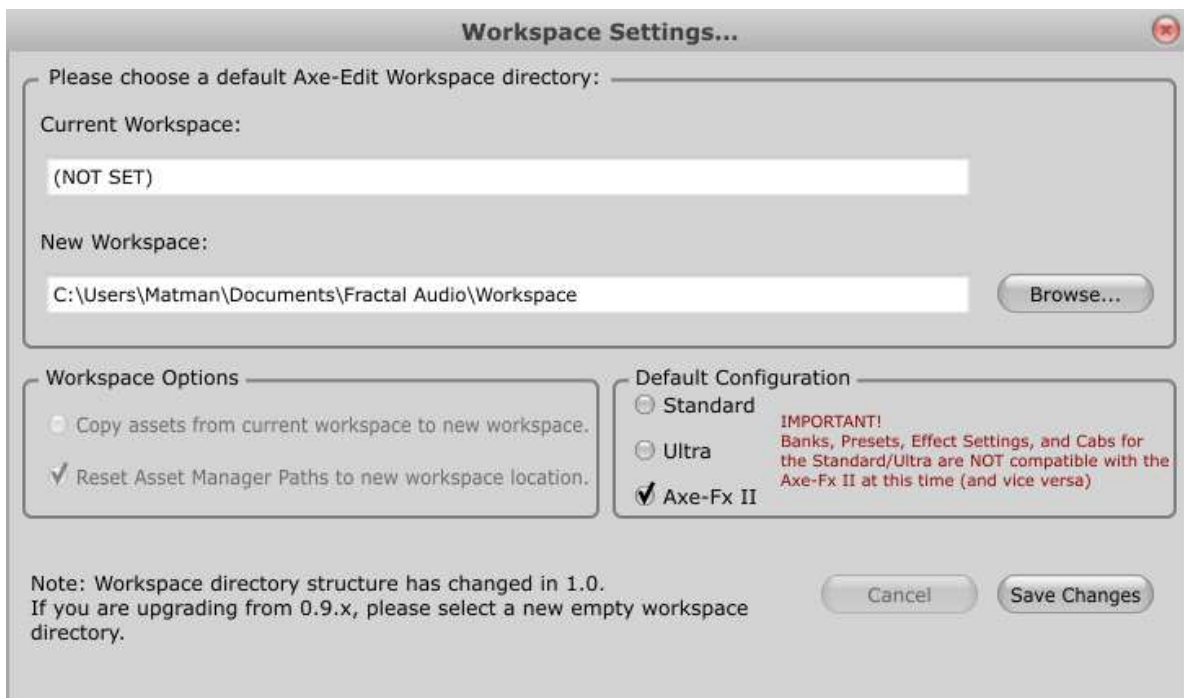 Workspace Settings...
Please choose a default Axe-Edit Workspace directory:
Current Workspace:
(NOT SET)
New Workspace:
C:\Users\Matman\Documents\Fractal Audio\Workspace
Browse...
Workspace Options
Copy assets from current workspace to new workspace.
Reset Asset Manager Paths to new workspace location.
Default Configuration
Standard
Ultra
Axe-Fx II
IMPORTANT!
Banks, Presets, Effect Settings, and Cabs for
the Standard/Ultra are NOT compatible with the
Axe-Fx II at this time (and vice versa)
Note: Workspace directory structure has changed in 1.0.
If you are upgrading from 0.9.x, please select a new empty workspace
directory.
Cancel
Save Changes